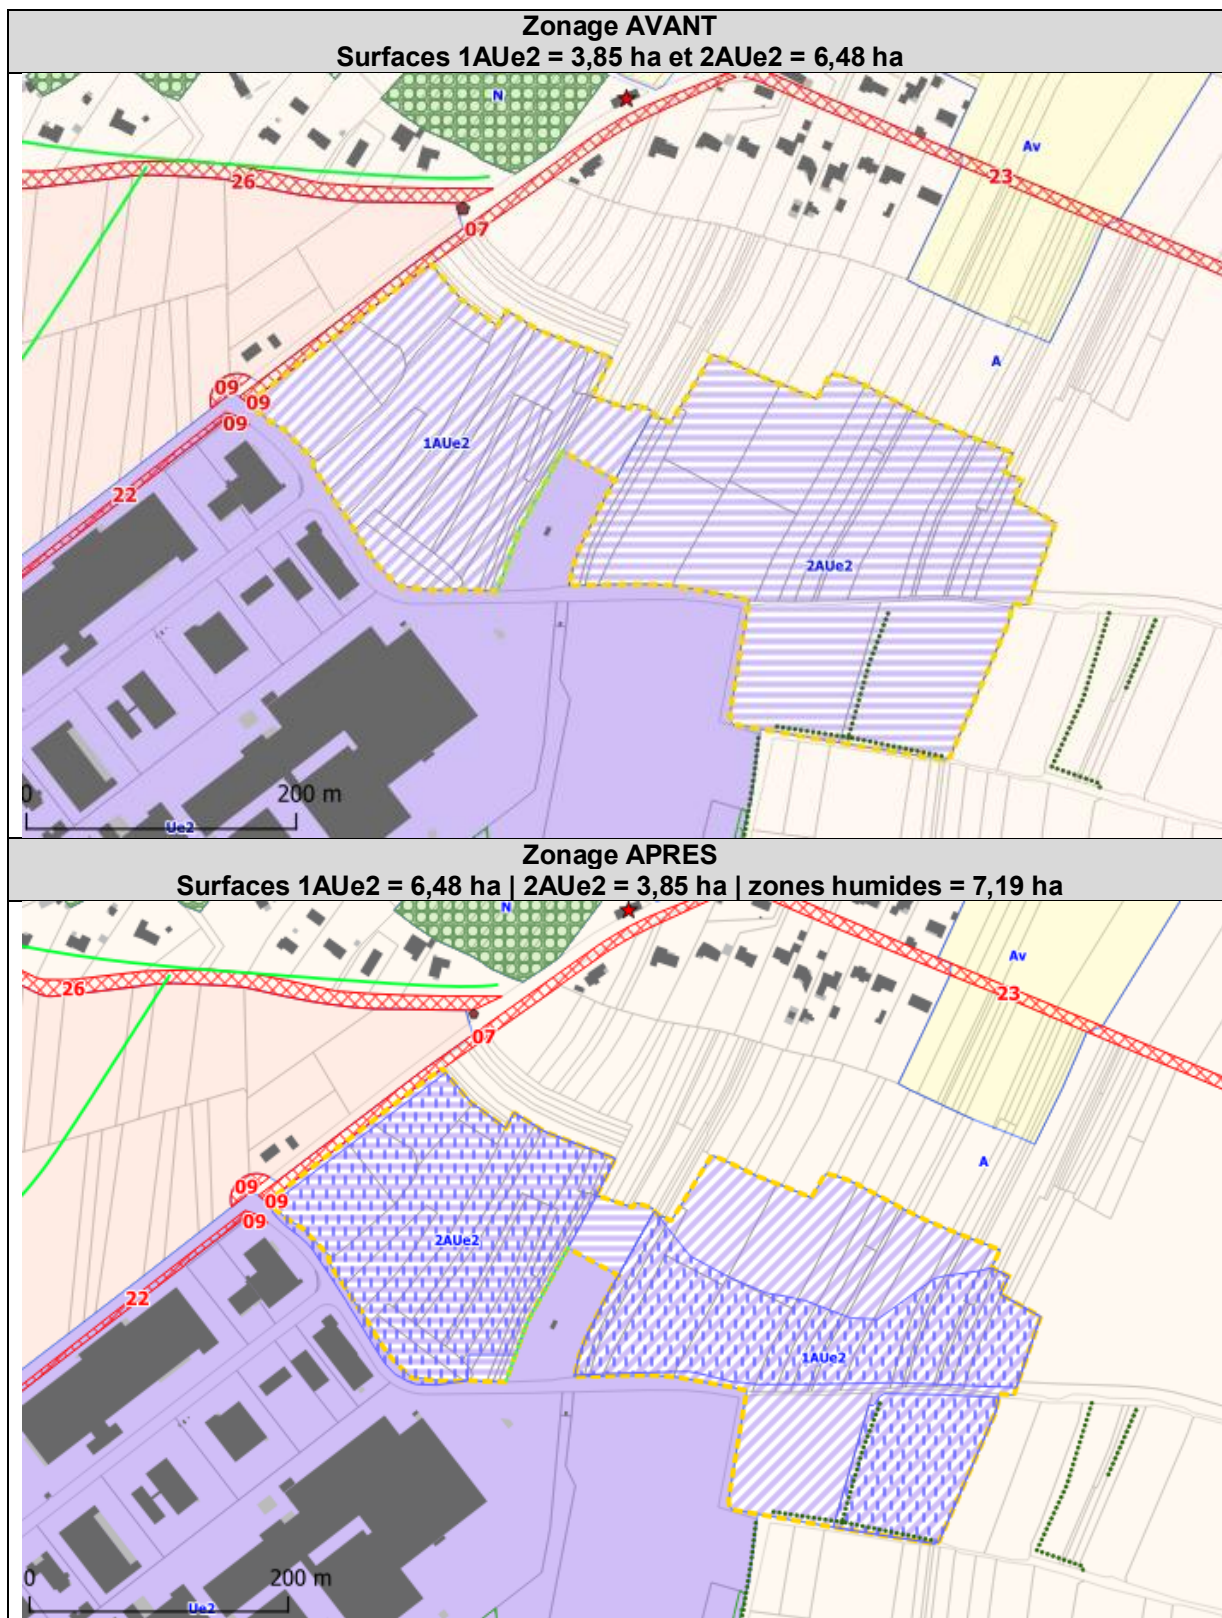 Zonage AVANT
Surfaces 1AUe2 = 3,85 ha et 2AUe2 = 6,48 ha
N
Av
26
23
07
A
09
09
09
1AUe2
22
2AUe2
0
200 m
Ue2
Zonage APRES
Surfaces 1AUe2 = 6,48 ha | 2AUe2 = 3,85 ha | zones humides = 7,19 ha
N
Av
26
23
07
A
09
09
09
2AUe2
22
1AUe2
0
200 m
Ue2